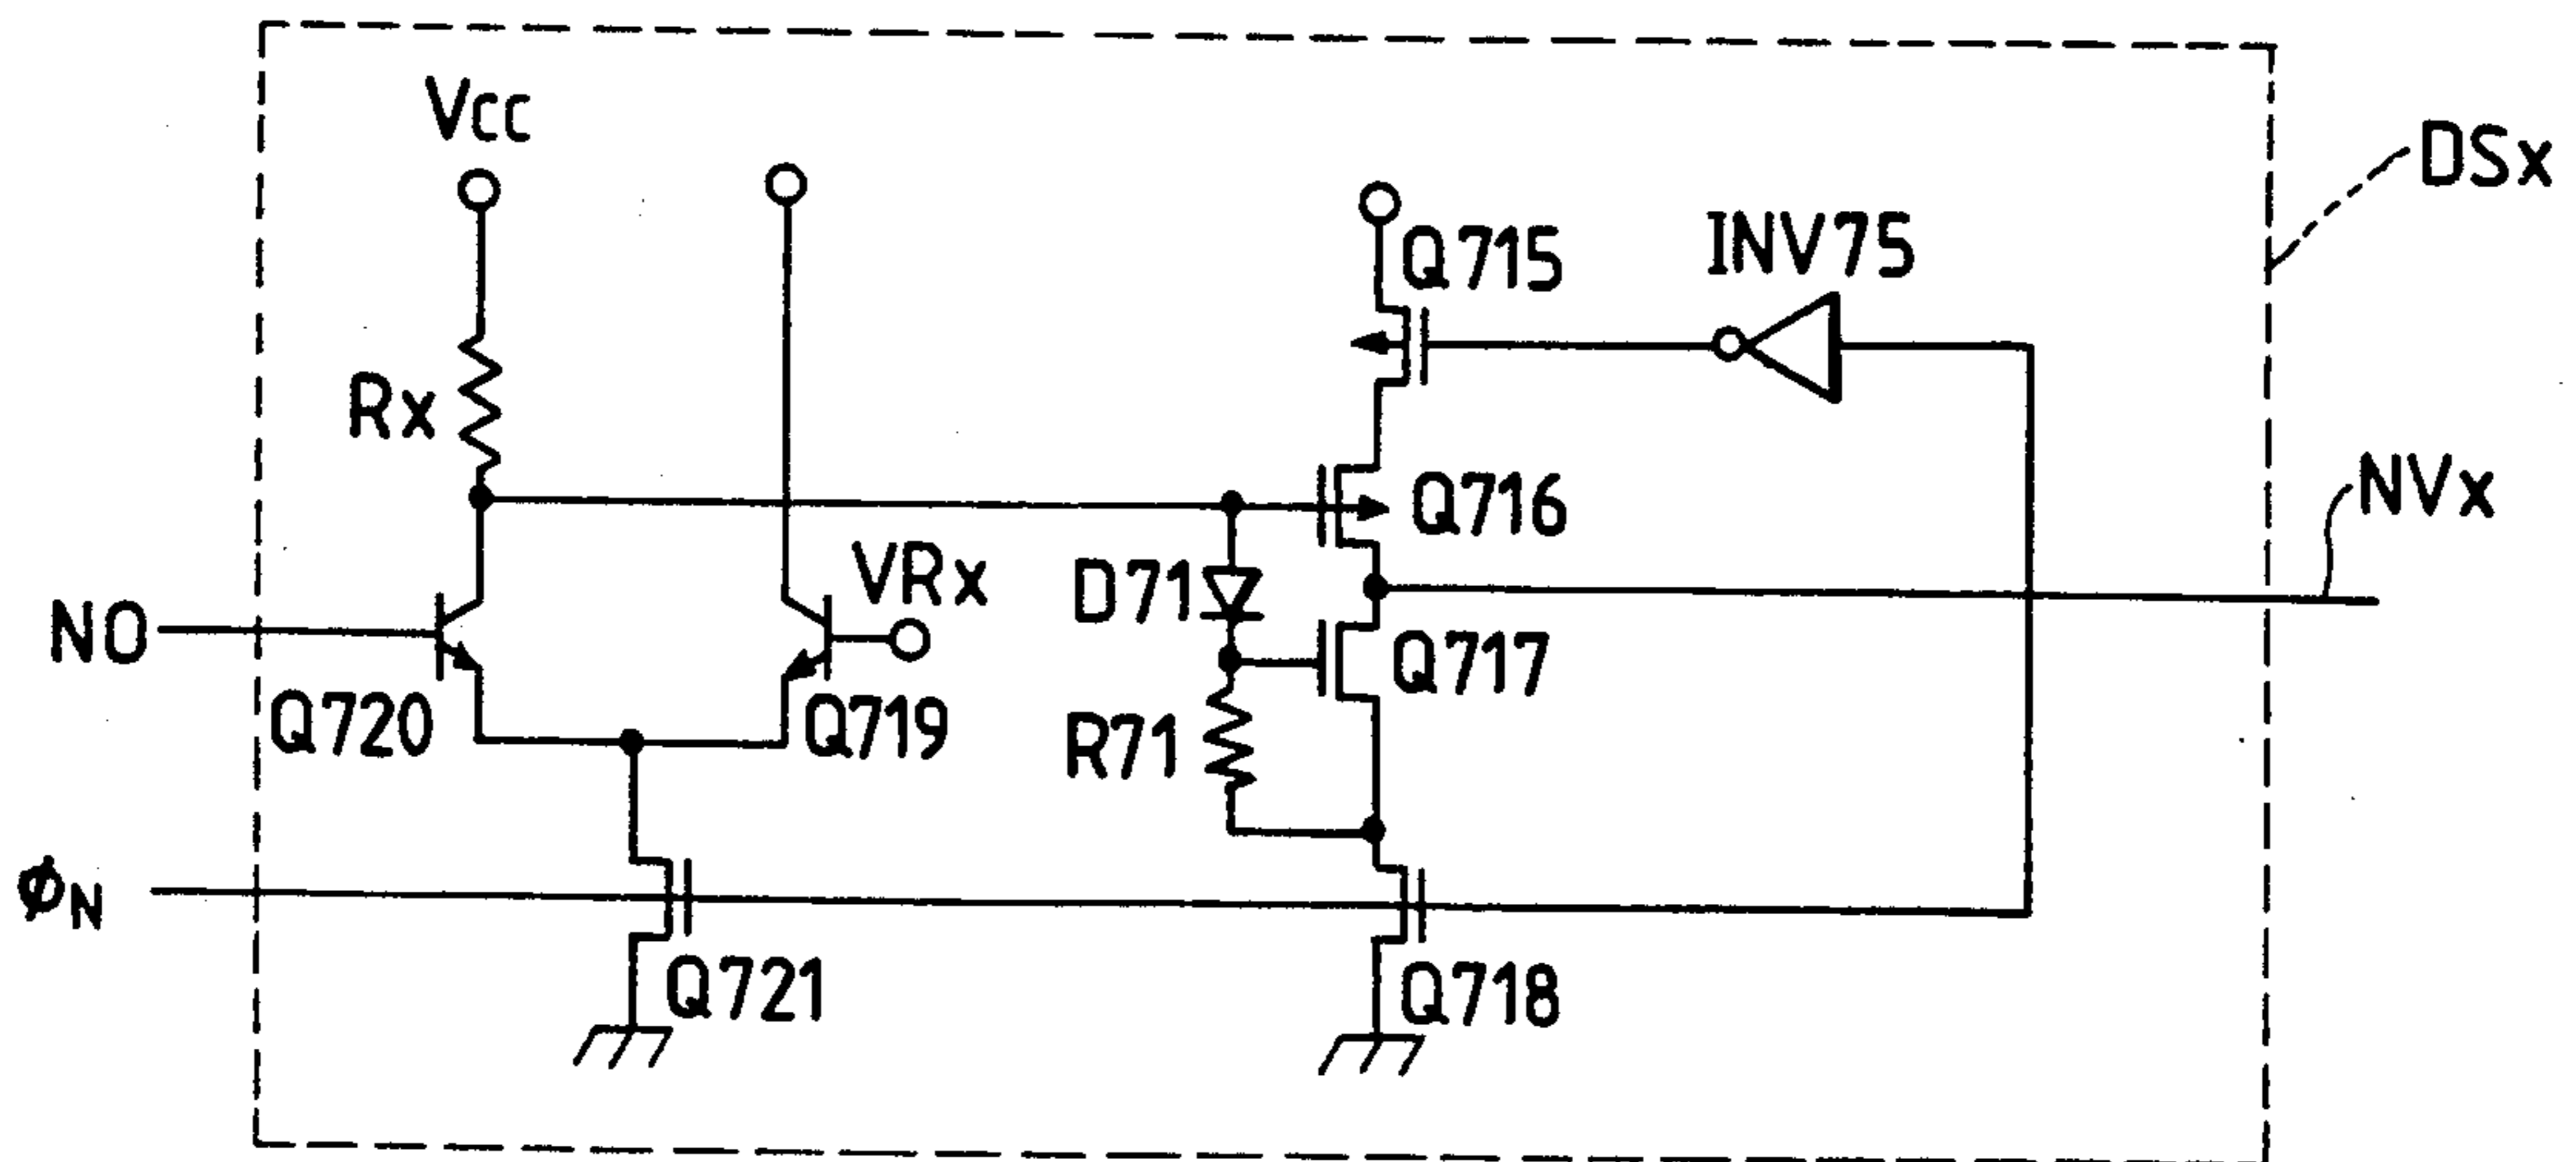 Vcc
DSx
Q715
INV75
Rx
NVx
Q716
VRx
D71
NO
Q717
Q720
Q719
R71
φN
Q721
Q718